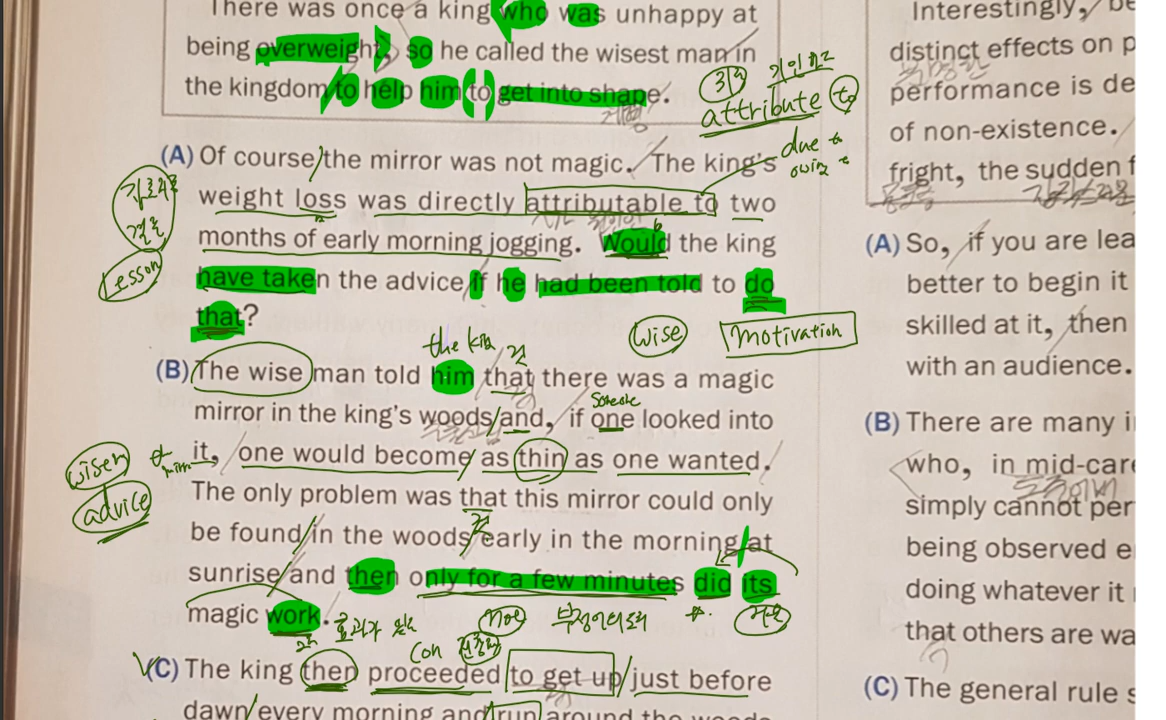 There was once a king who was unhappy at
being overweight, so he called the wisest man in
the kingdom to help him (to) get into shape.
attribute to
due to
owing to
(A) Of course the mirror was not magic. The king's
weight loss was directly attributable to two
months of early morning jogging. Would the king
have taken the advice if he had been told to do
that?
결론
Lesson
Wise
Motivation
the king
(B) The wise man told him that there was a magic
mirror in the king's woods and, if one looked into
someone
it, one would become as thin as one wanted.
The only problem was that this mirror could only
be found in the woods early in the morning at
sunrise and then only for a few minutes did its
magic work.
advice
효과가 있
(C) The king then proceeded to get up just before
dawn every morning and run around the woods
Interestingly, be
distinct effects on p
performance is de
of non-existence.
fright, the sudden f
(A) So, if you are lea
better to begin it
skilled at it, then
with an audience.
(B) There are many i
who, in mid-care
simply cannot per
being observed e
doing whatever it
that others are wa
(C) The general rule s